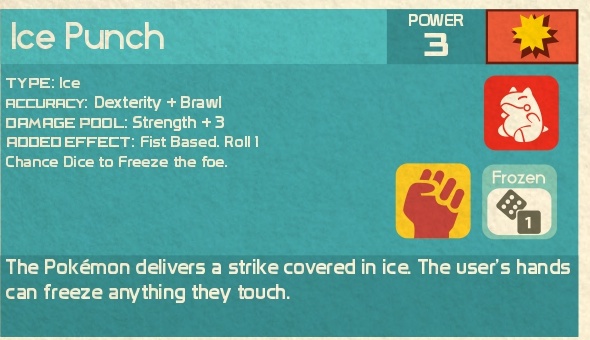 Ice Punch
POWER
3
TYPE: Ice
ACCURACY: Dexterity + Brawl
DAMAGE POOL: Strength + 3
ADDED EFFECT: Fist Based. Roll 1
Chance Dice to Freeze the foe.
Frozen
1
The Pokémon delivers a strike covered in ice. The user's hands
can freeze anything they touch.